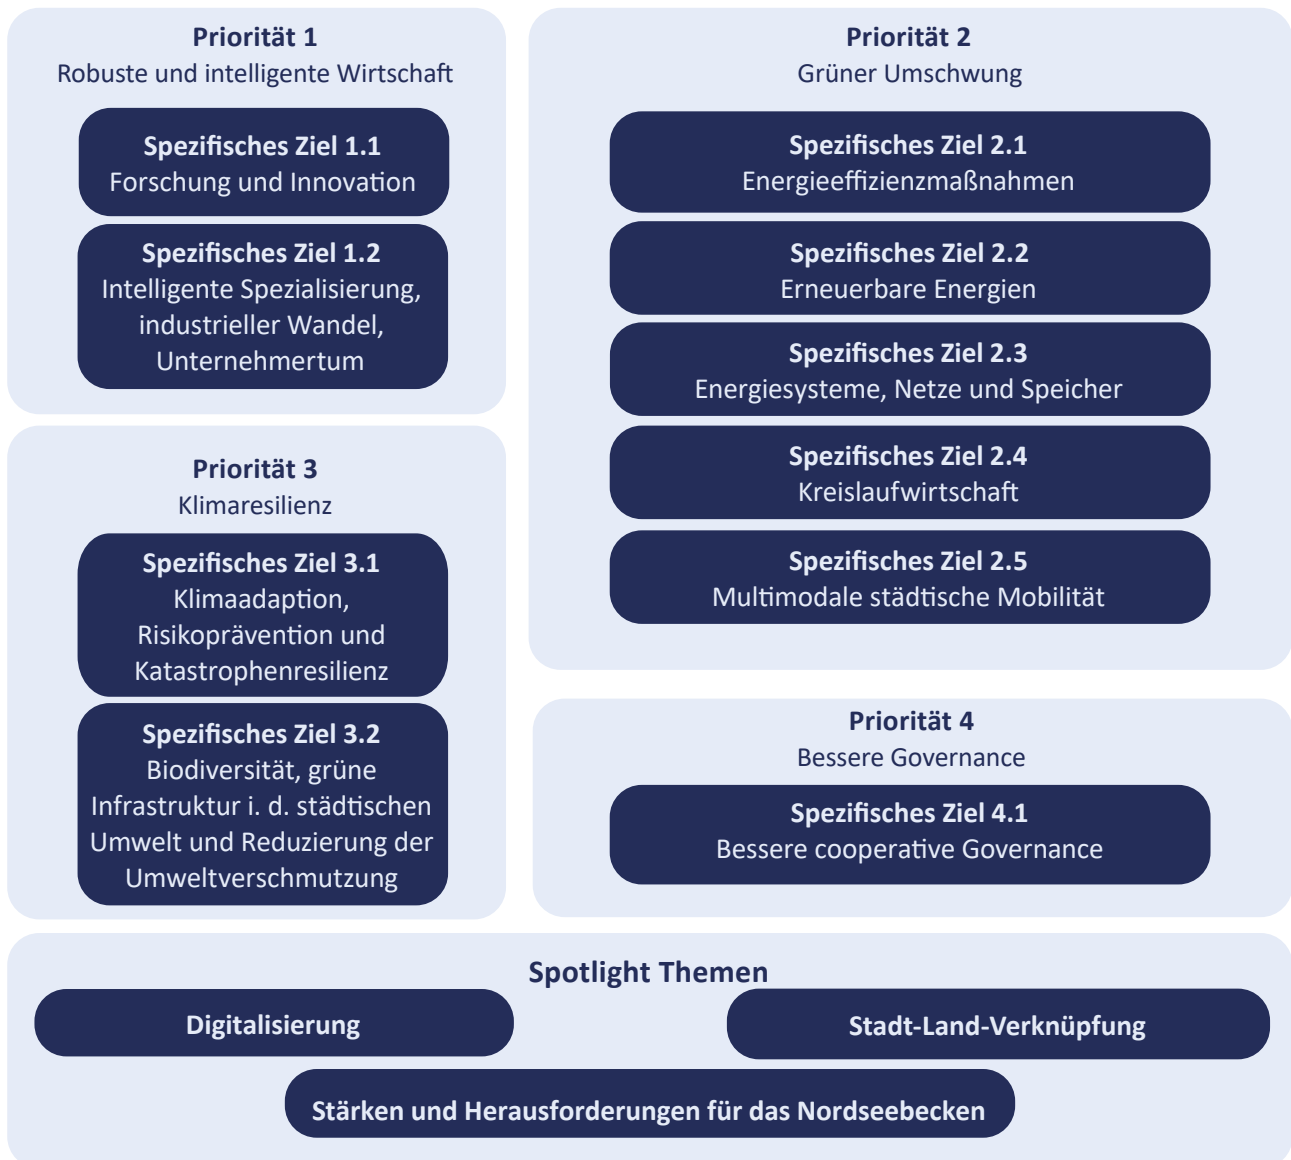 Priorität 1
Robuste und intelligente Wirtschaft
Spezifisches Ziel 1.1
Forschung und Innovation
Spezifisches Ziel 1.2
Intelligente Spezialisierung,
industrieller Wandel,
Unternehmertum
Priorität 2
Grüner Umschwung
Spezifisches Ziel 2.1
Energieeffizienzmaßnahmen
Spezifisches Ziel 2.2
Erneuerbare Energien
Spezifisches Ziel 2.3
Energiesysteme, Netze und Speicher
Spezifisches Ziel 2.4
Kreislaufwirtschaft
Spezifisches Ziel 2.5
Multimodale städtische Mobilität
Priorität 3
Klimaresilienz
Spezifisches Ziel 3.1
Klimaadaption,
Risikoprävention und
Katastrophenresilienz
Spezifisches Ziel 3.2
Biodiversität, grüne
Infrastruktur i. d. städtischen
Umwelt und Reduzierung der
Umweltverschmutzung
Priorität 4
Bessere Governance
Spezifisches Ziel 4.1
Bessere cooperative Governance
Spotlight Themen
Digitalisierung
Stadt-Land-Verknüpfung
Stärken und Herausforderungen für das Nordseebecken